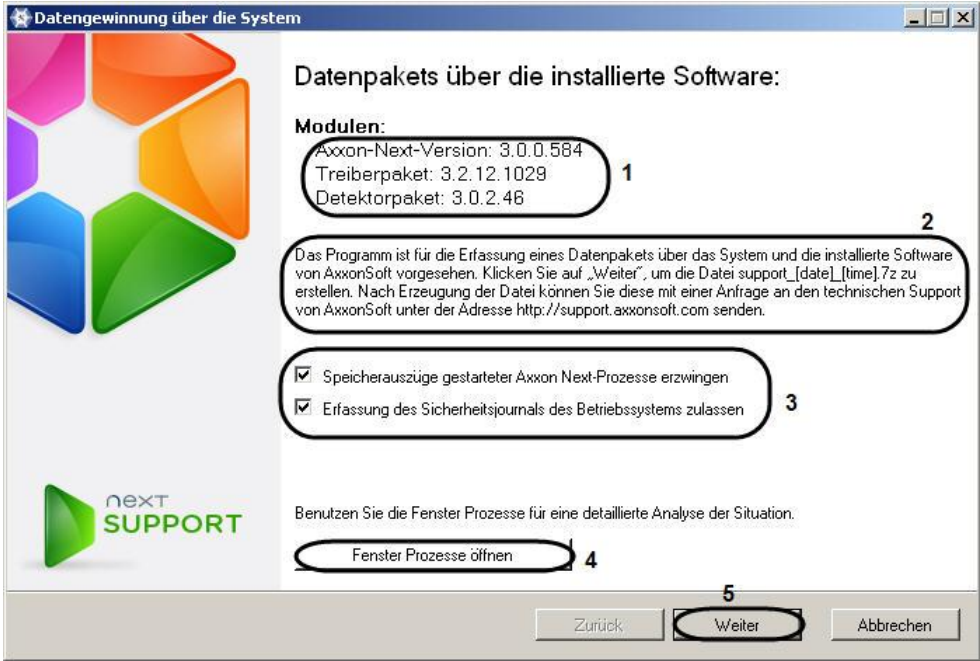 Datengewinnung über die System
Datenpakets über die installierte Software:
Modulen:
Axxon-Next-Version: 3.0.0.584
Treiberpaket: 3.2.12.1029
Detektorpaket: 3.0.2.46
1
2
Das Programm ist für die Erfassung eines Datenpakets über das System und die installierte Software
von AxxonSoft vorgesehen. Klicken Sie auf „Weiter”, um die Datei support_[date]_[time].7z zu
erstellen. Nach Erzeugung der Datei können Sie diese mit einer Anfrage an den technischen Support
von AxxonSoft unter der Adresse http://support.axxonsoft.com senden.
Speicherauszüge gestarteter Axxon Next-Prozesse erzwingen
Erfassung des Sicherheitsjournals des Betriebssystems zulassen
3
next
SUPPORT
Benutzen Sie die Fenster Prozesse für eine detaillierte Analyse der Situation.
Fenster Prozesse öffnen
4
5
Zurück
Weiter
Abbrechen